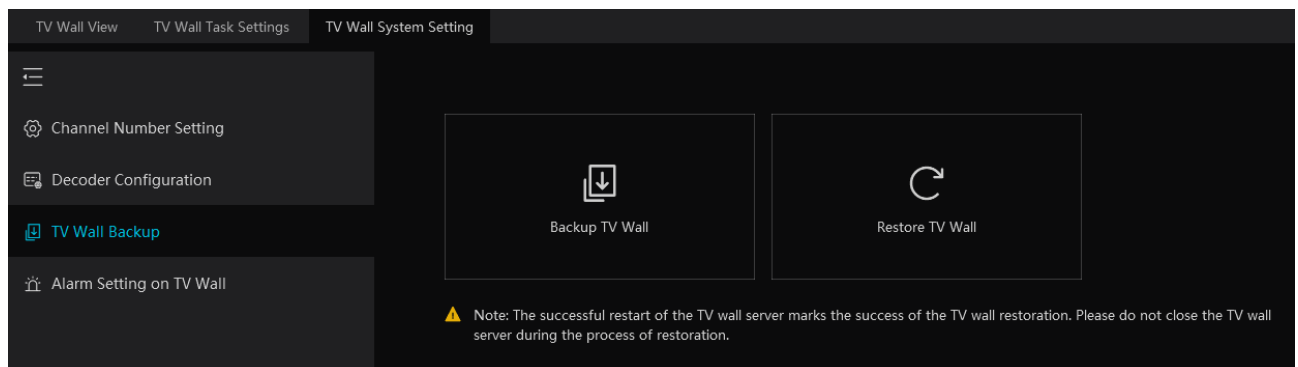 TV Wall View
TV Wall Task Settings
TV Wall System Setting
Channel Number Setting
Decoder Configuration
TV Wall Backup
Alarm Setting on TV Wall
Backup TV Wall
Restore TV Wall
Note: The successful restart of the TV wall server marks the success of the TV wall restoration. Please do not close the TV wall
server during the process of restoration.